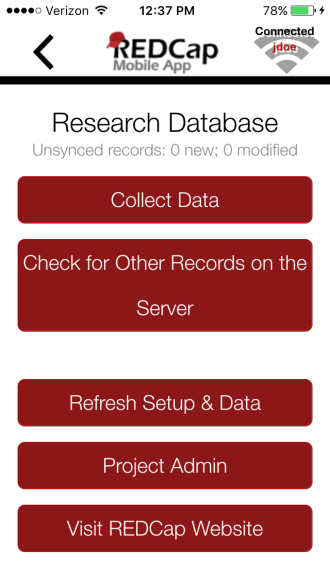 Verizon 12:37 PM 78%
Connected
jdoe
REDCap
Mobile App
Research Database
Unsynced records: 0 new; 0 modified
Collect Data
Check for Other Records on the
Server
Refresh Setup & Data
Project Admin
Visit REDCap Website